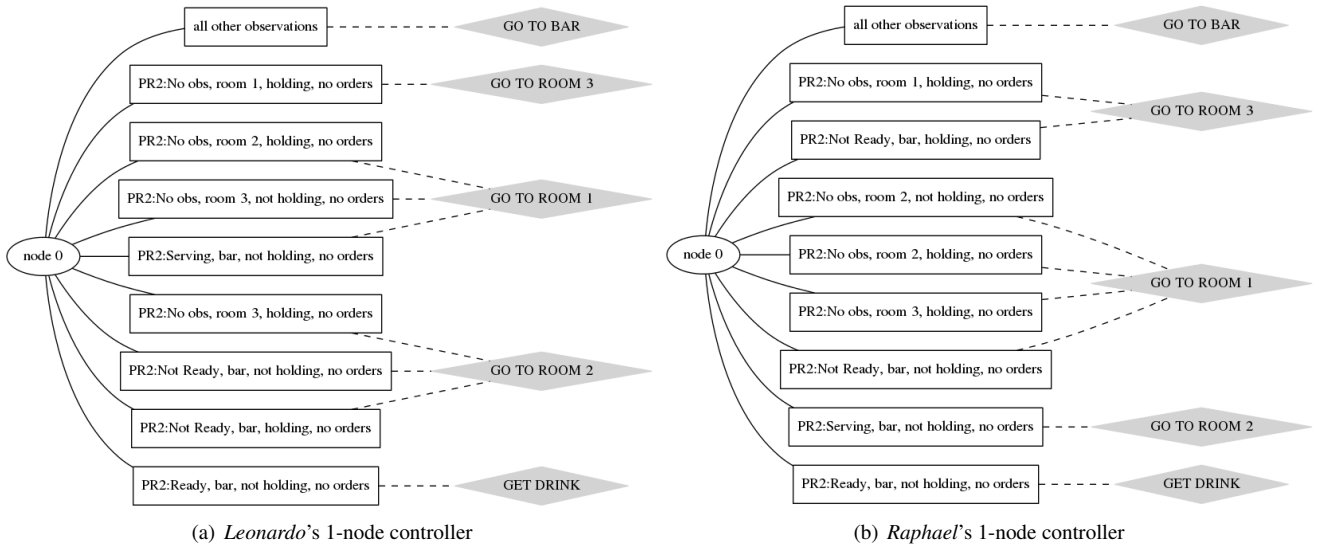 all other observations
GO TO BAR
PR2:No obs, room 1, holding, no orders
GO TO ROOM 3
PR2:No obs, room 2, holding, no orders
PR2:No obs, room 3, not holding, no orders
GO TO ROOM 1
node 0
PR2:Serving, bar, not holding, no orders
PR2:No obs, room 3, holding, no orders
PR2:Not Ready, bar, not holding, no orders
GO TO ROOM 2
PR2:Not Ready, bar, holding, no orders
PR2:Ready, bar, not holding, no orders
GET DRINK
(a) Leonardo's 1-node controller
all other observations
GO TO BAR
PR2:No obs, room 1, holding, no orders
GO TO ROOM 3
PR2:Not Ready, bar, holding, no orders
PR2:No obs, room 2, not holding, no orders
node 0
PR2:No obs, room 2, holding, no orders
GO TO ROOM 1
PR2:No obs, room 3, holding, no orders
PR2:Not Ready, bar, not holding, no orders
PR2:Serving, bar, not holding, no orders
GO TO ROOM 2
PR2:Ready, bar, not holding, no orders
GET DRINK
(b) Raphael's 1-node controller